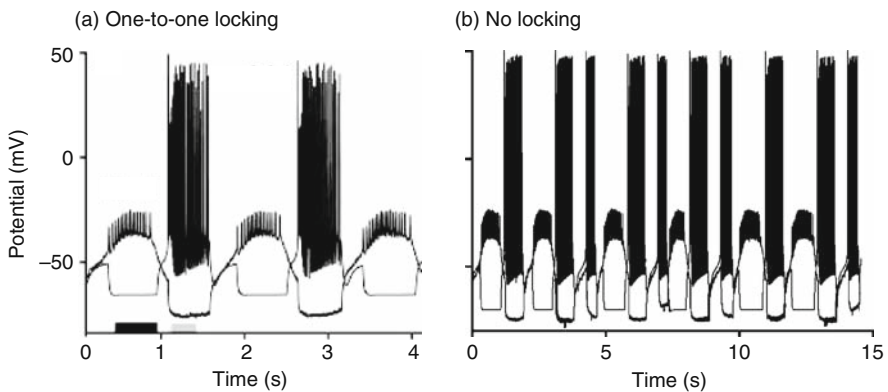 (a) One-to-one locking
(b) No locking
Potential (mV)
50
0
–50
0
1
2
3
4
Time (s)
0
5
10
15
Time (s)